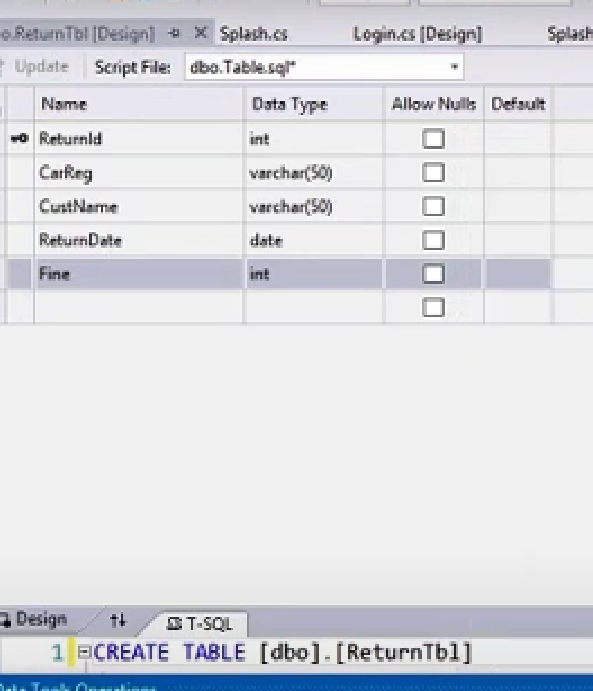 o.ReturnTbl [Design] Splash.cs Login.cs [Design] Splash
Update Script File: dbo.Table.sql*
Name Data Type Allow Nulls Default
ReturnId int
CarReg varchar(50)
CustName varchar(50)
ReturnDate date
Fine int
Design T-SQL
1 CREATE TABLE [dbo].[ReturnTbl]
Data Tools Operations